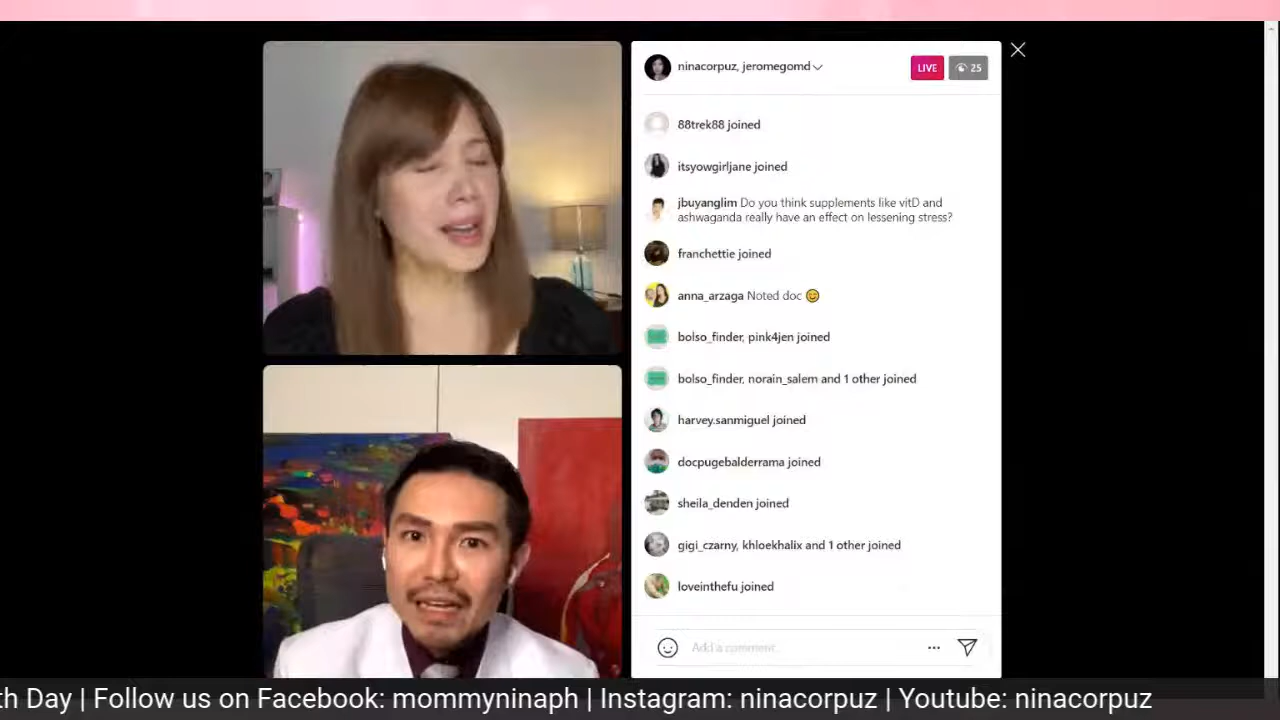 ninacorpuz, jeromegomd
LIVE
25
88trek88 joined
itsyowgirljane joined
jbuyanglim Do you think supplements like vitD and
ashwaganda really have an effect on lessening stress?
franchettie joined
anna_arzaga Noted doc 😊
bolso_finder, pink4jen joined
bolso_finder, norain_salem and 1 other joined
harvey.sanmiguel joined
docpugebalderrama joined
sheila_denden joined
gigi_czarny, khloekhalix and 1 other joined
loveinthefu joined
Add a comment...
th Day | Follow us on Facebook: mommyninaph | Instagram: ninacorpuz | Youtube: ninacorpuz